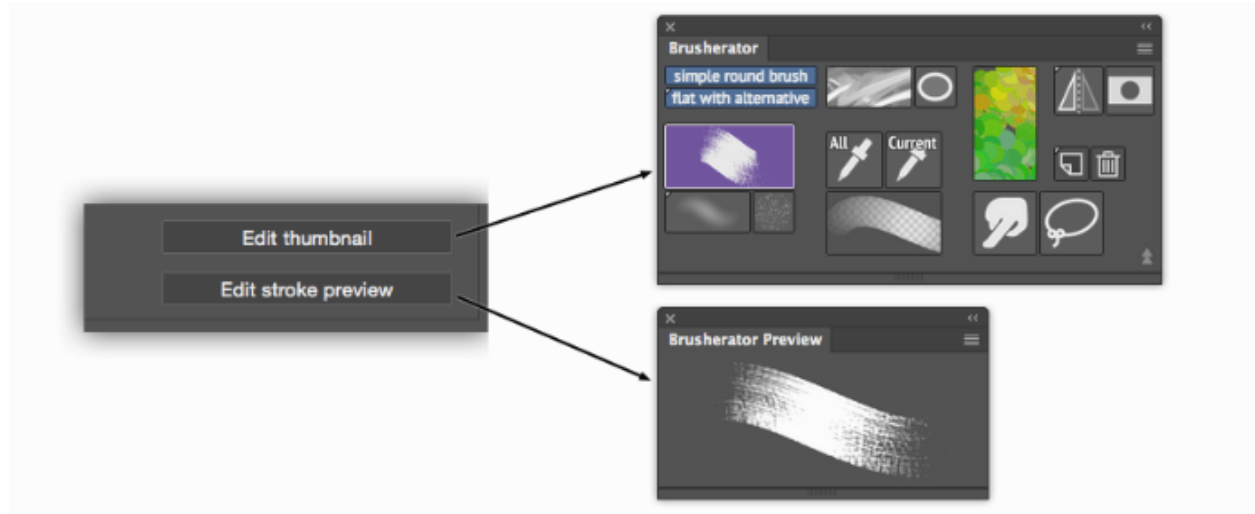 Edit thumbnail
Edit stroke preview
Brusherator
simple round brush
flat with alternative
All
Current
Brusherator Preview